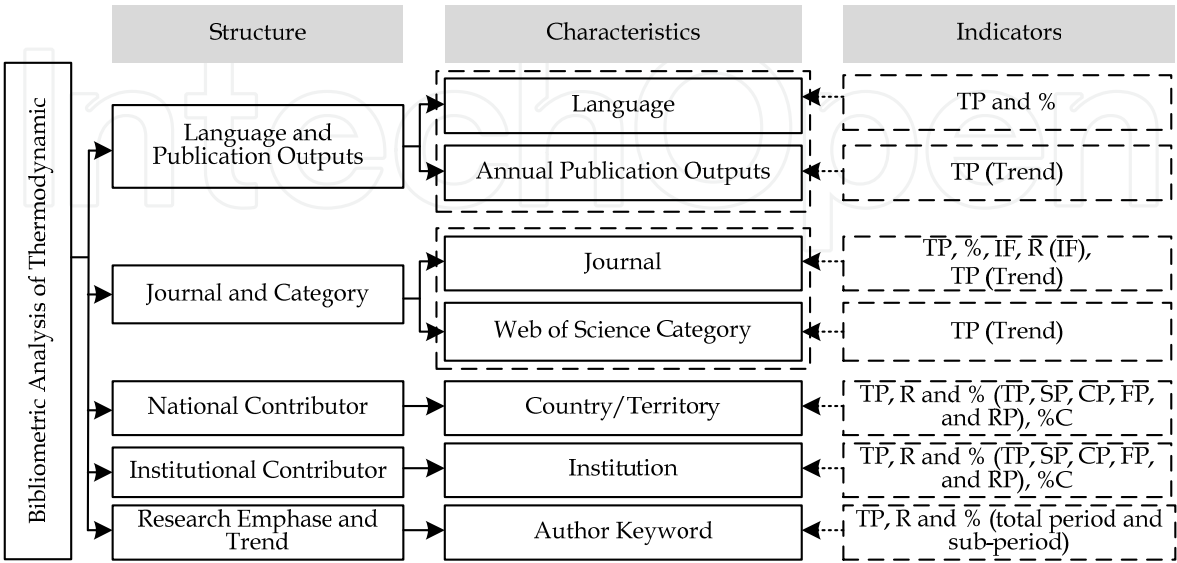 Structure
Characteristics
Indicators
Bibliometric Analysis of Thermodynamic
Language and
Publication Outputs
Language
TP and %
Annual Publication Outputs
TP (Trend)
Journal and Category
Journal
TP, %, IF, R (IF),
TP (Trend)
Web of Science Category
TP (Trend)
National Contributor
Country/Territory
TP, R and % (TP, SP, CP, FP,
and RP), %C
Institutional Contributor
Institution
TP, R and % (TP, SP, CP, FP,
and RP), %C
Research Emphase and
Trend
Author Keyword
TP, R and % (total period and
sub-period)
IntechOpen